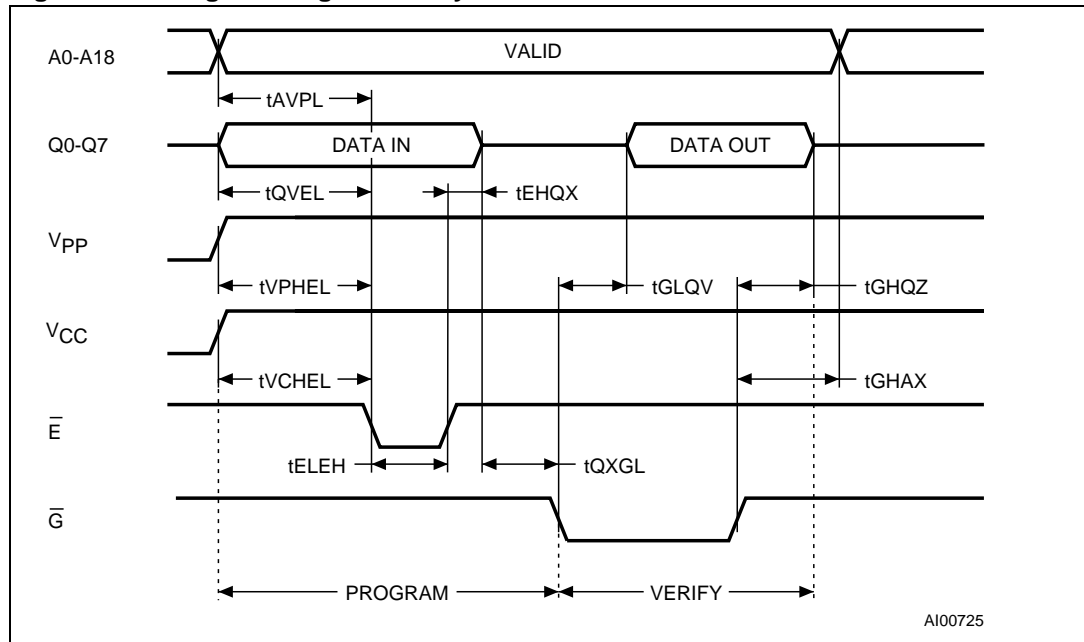 A0-A18
VALID
tAVPL
Q0-Q7
DATA IN
DATA OUT
tQVEL
tEHQX
VPP
tVPHEL
tGLQV
tGHQZ
VCC
tVCHEL
tGHAX
E̅
tELEH
tQXGL
G̅
PROGRAM
VERIFY
AI00725